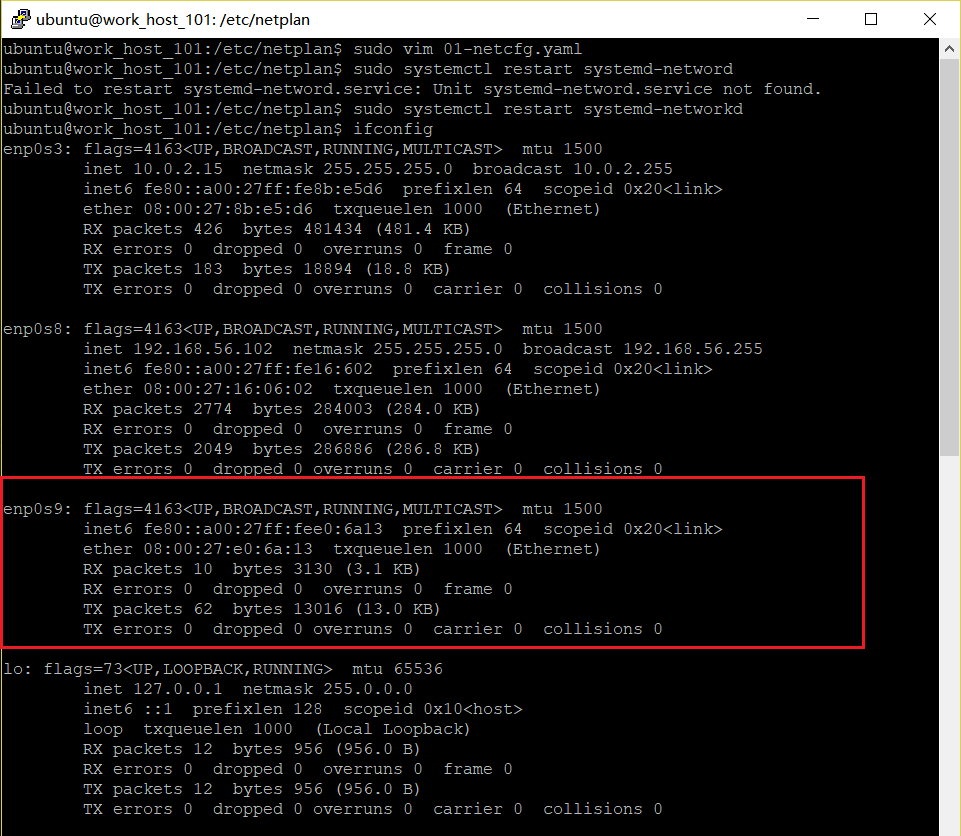 ubuntu@work_host_101: /etc/netplan
ubuntu@work_host_101:/etc/netplan$ sudo vim 01-netcfg.yaml
ubuntu@work_host_101:/etc/netplan$ sudo systemctl restart systemd-netword
Failed to restart systemd-netword.service: Unit systemd-netword.service not found.
ubuntu@work_host_101:/etc/netplan$ sudo systemctl restart systemd-networkd
ubuntu@work_host_101:/etc/netplan$ ifconfig
enp0s3: flags=4163<UP,BROADCAST,RUNNING,MULTICAST>  mtu 1500
        inet 10.0.2.15  netmask 255.255.255.0  broadcast 10.0.2.255
        inet6 fe80::a00:27ff:fe8b:e5d6  prefixlen 64  scopeid 0x20<link>
        ether 08:00:27:8b:e5:d6  txqueuelen 1000  (Ethernet)
        RX packets 426  bytes 481434 (481.4 KB)
        RX errors 0  dropped 0  overruns 0  frame 0
        TX packets 183  bytes 18894 (18.8 KB)
        TX errors 0  dropped 0 overruns 0  carrier 0  collisions 0
enp0s8: flags=4163<UP,BROADCAST,RUNNING,MULTICAST>  mtu 1500
        inet 192.168.56.102  netmask 255.255.255.0  broadcast 192.168.56.255
        inet6 fe80::a00:27ff:fe16:602  prefixlen 64  scopeid 0x20<link>
        ether 08:00:27:16:06:02  txqueuelen 1000  (Ethernet)
        RX packets 2774  bytes 284003 (284.0 KB)
        RX errors 0  dropped 0  overruns 0  frame 0
        TX packets 2049  bytes 286886 (286.8 KB)
        TX errors 0  dropped 0 overruns 0  carrier 0  collisions 0
enp0s9: flags=4163<UP,BROADCAST,RUNNING,MULTICAST>  mtu 1500
        inet6 fe80::a00:27ff:fee0:6a13  prefixlen 64  scopeid 0x20<link>
        ether 08:00:27:e0:6a:13  txqueuelen 1000  (Ethernet)
        RX packets 10  bytes 3130 (3.1 KB)
        RX errors 0  dropped 0  overruns 0  frame 0
        TX packets 62  bytes 13016 (13.0 KB)
        TX errors 0  dropped 0 overruns 0  carrier 0  collisions 0
lo: flags=73<UP,LOOPBACK,RUNNING>  mtu 65536
        inet 127.0.0.1  netmask 255.0.0.0
        inet6 ::1  prefixlen 128  scopeid 0x10<host>
        loop  txqueuelen 1000  (Local Loopback)
        RX packets 12  bytes 956 (956.0 B)
        RX errors 0  dropped 0  overruns 0  frame 0
        TX packets 12  bytes 956 (956.0 B)
        TX errors 0  dropped 0 overruns 0  carrier 0  collisions 0